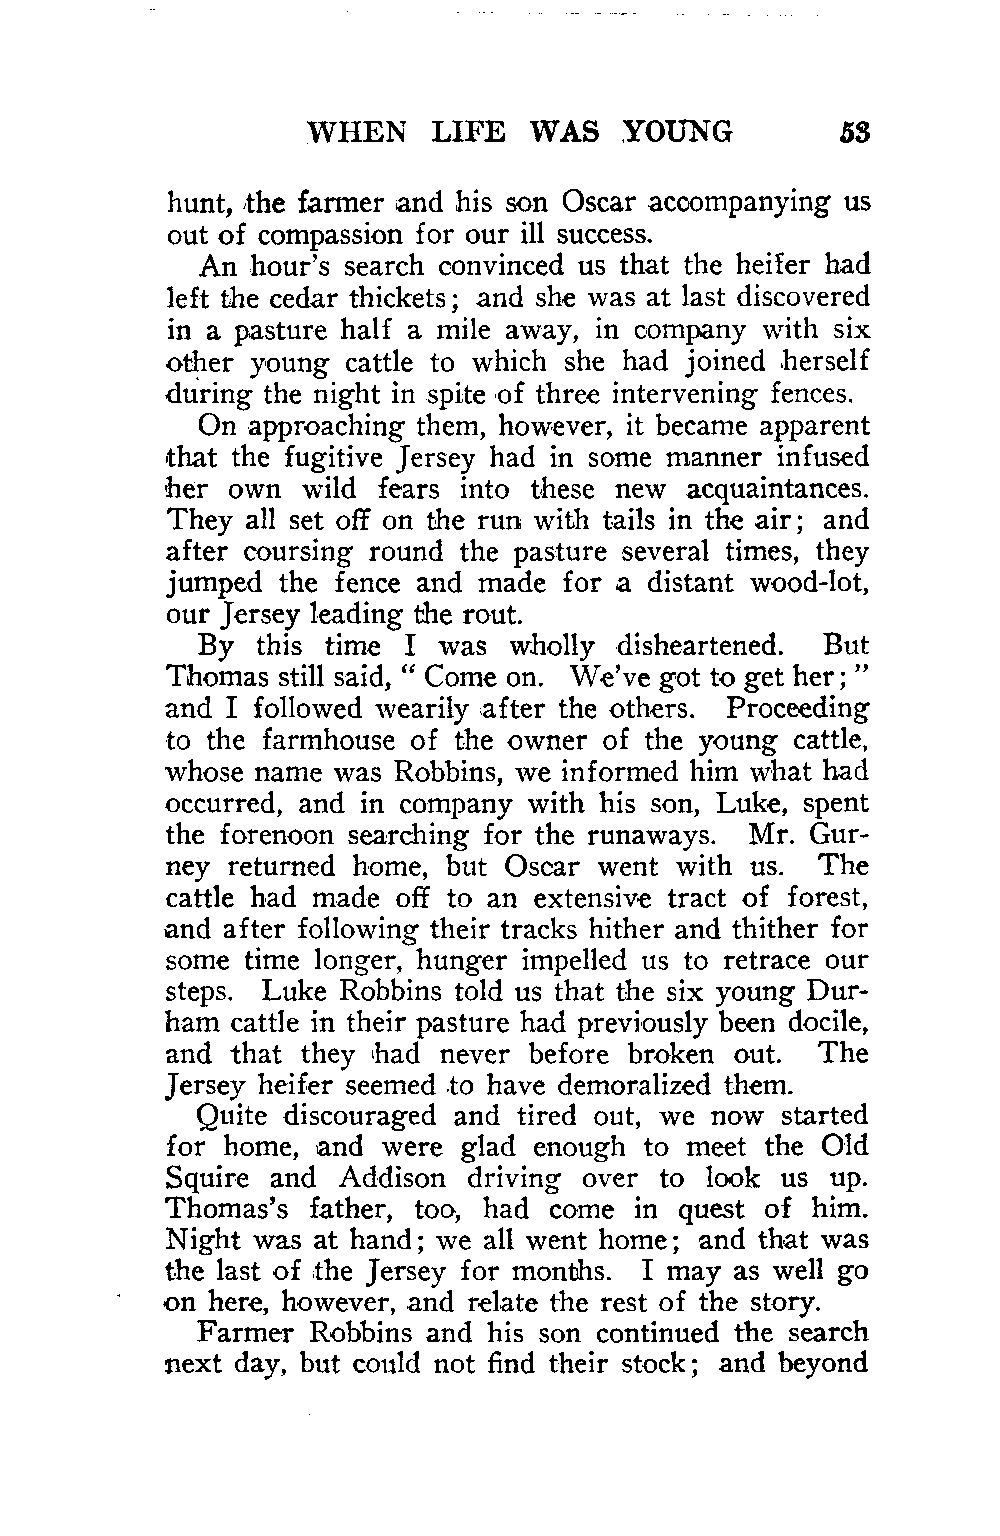 WHEN LIFE WAS YOUNG 53
hunt, the farmer and his son Oscar accompanying us
out of compassion for our ill success.
An hour's search convinced us that the heifer had
left the cedar thickets; and she was at last discovered
in a pasture half a mile away, in company with six
other young cattle to which she had joined herself
during the night in spite of three intervening fences.
On approaching them, however, it became apparent
that the fugitive Jersey had in some manner infused
her own wild fears into these new acquaintances.
They all set off on the run with tails in the air; and
after coursing round the pasture several times, they
jumped the fence and made for a distant wood-lot,
our Jersey leading the rout.
By this time I was wholly disheartened. But
Thomas still said, " Come on. We've got to get her; "
and I followed wearily after the others. Proceeding
to the farmhouse of the owner of the young cattle,
whose name was Robbins, we informed him what had
occurred, and in company with his son, Luke, spent
the forenoon searching for the runaways. Mr. Gur-
ney returned home, but Oscar went with us. The
cattle had made off to an extensive tract of forest,
and after following their tracks hither and thither for
some time longer, hunger impelled us to retrace our
steps. Luke Robbins told us that the six young Dur-
ham cattle in their pasture had previously been docile,
and that they had never before broken out. The
Jersey heifer seemed to have demoralized them.
Quite discouraged and tired out, we now started
for home, and were glad enough to meet the Old
Squire and Addison driving over to look us up.
Thomas's father, too, had come in quest of him.
Night was at hand; we all went home; and that was
the last of the Jersey for months. I may as well go
on here, however, and relate the rest of the story.
Farmer Robbins and his son continued the search
next day, but could not find their stock; and beyond